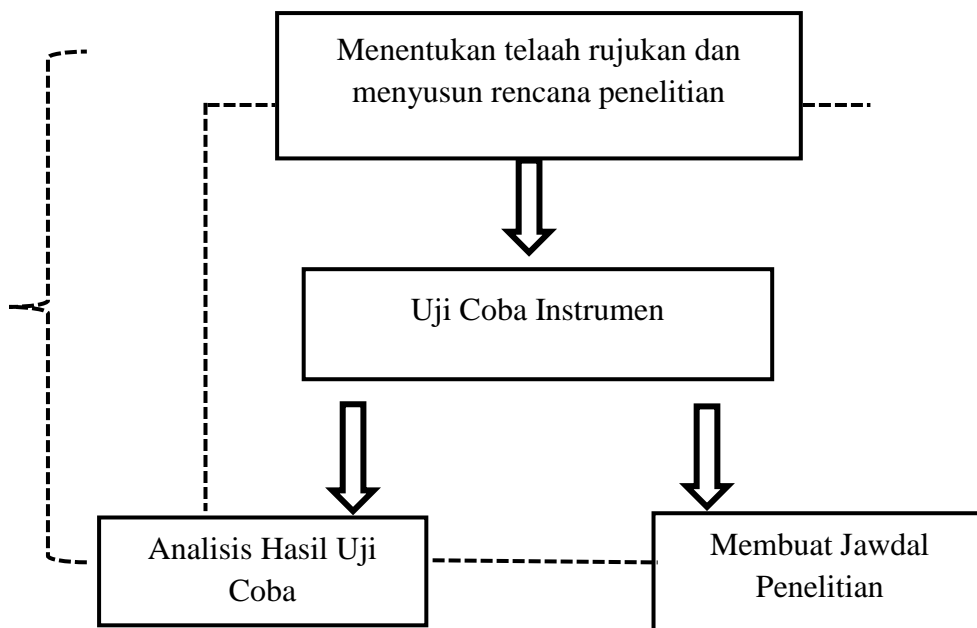 Menentukan telaah rujukan dan
menyusun rencana penelitian
Uji Coba Instrumen
Analisis Hasil Uji
Coba
Membuat Jawdal
Penelitian